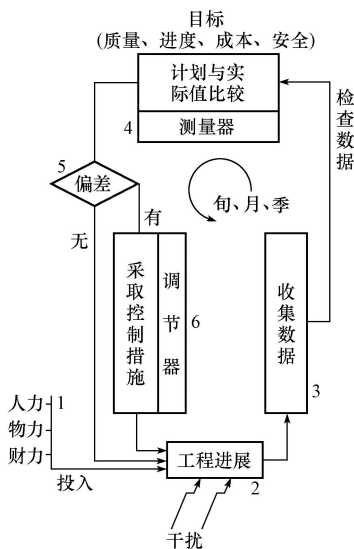 目标
(质量、进度、成本、安全)
计划与实
际值比较
4
测量器
检查数据
5
偏差
旬、月、季
有
无
采取控制措施
调节器
6
收集数据
3
人力
1
物力
财力
投入
工程进展
2
干扰